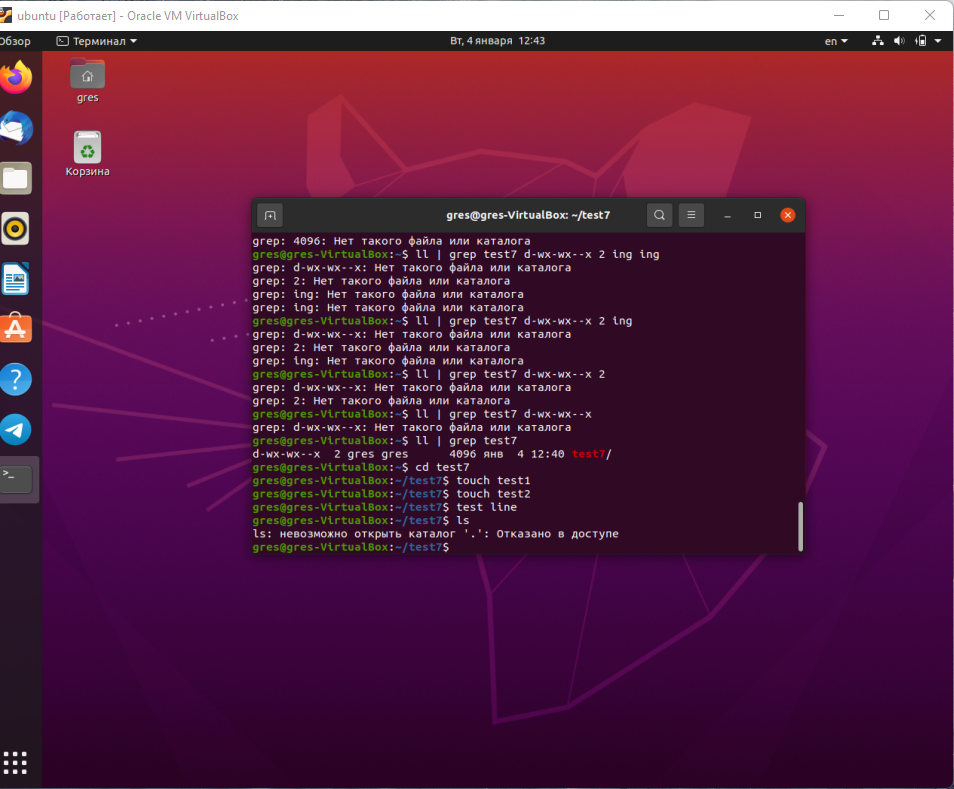 ubuntu [Работает] - Oracle VM VirtualBox
Обзор
Терминал
Вт, 4 января 12:43
en
gres
Корзина
gres@gres-VirtualBox: ~/test7
grep: 4096: Нет такого файла или каталога
gres@gres-VirtualBox:~$ ll | grep test7 d-wx-wx--x 2 ing ing
grep: d-wx-wx--x: Нет такого файла или каталога
grep: 2: Нет такого файла или каталога
grep: ing: Нет такого файла или каталога
grep: ing: Нет такого файла или каталога
gres@gres-VirtualBox:~$ ll | grep test7 d-wx-wx--x 2 ing
grep: d-wx-wx--x: Нет такого файла или каталога
grep: 2: Нет такого файла или каталога
grep: ing: Нет такого файла или каталога
gres@gres-VirtualBox:~$ ll | grep test7 d-wx-wx--x 2
grep: d-wx-wx--x: Нет такого файла или каталога
grep: 2: Нет такого файла или каталога
gres@gres-VirtualBox:~$ ll | grep test7 d-wx-wx--x
grep: d-wx-wx--x: Нет такого файла или каталога
gres@gres-VirtualBox:~$ ll | grep test7
d-wx-wx--x  2 gres gres      4096 янв  4 12:40 test7/
gres@gres-VirtualBox:~$ cd test7
gres@gres-VirtualBox:~/test7$ touch test1
gres@gres-VirtualBox:~/test7$ touch test2
gres@gres-VirtualBox:~/test7$ test line
gres@gres-VirtualBox:~/test7$ ls
ls: невозможно открыть каталог '.': Отказано в доступе
gres@gres-VirtualBox:~/test7$